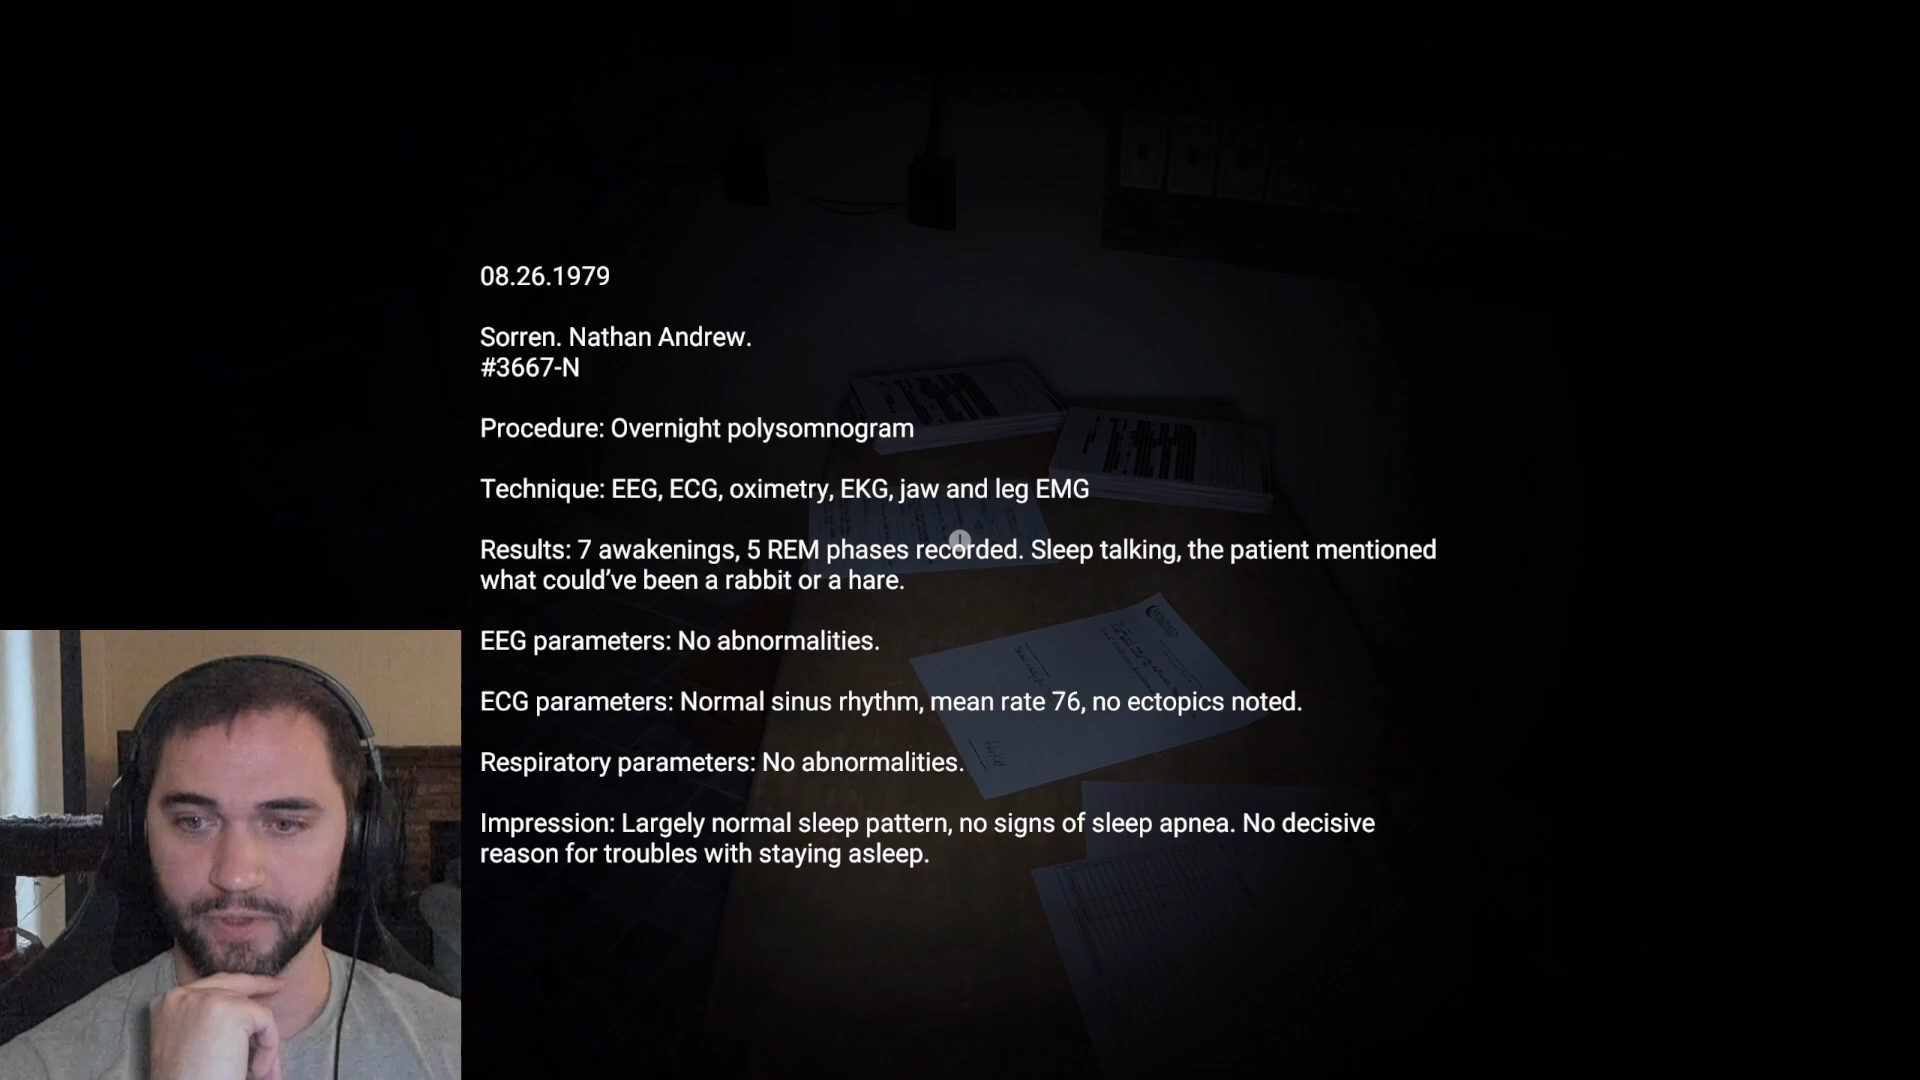 08.26.1979
Sorren. Nathan Andrew.
#3667-N
Procedure: Overnight polysomnogram
Technique: EEG, ECG, oximetry, EKG, jaw and leg EMG
Results: 7 awakenings, 5 REM phases recorded. Sleep talking, the patient mentioned
what could’ve been a rabbit or a hare.
EEG parameters: No abnormalities.
ECG parameters: Normal sinus rhythm, mean rate 76, no ectopics noted.
Respiratory parameters: No abnormalities.
Impression: Largely normal sleep pattern, no signs of sleep apnea. No decisive
reason for troubles with staying asleep.